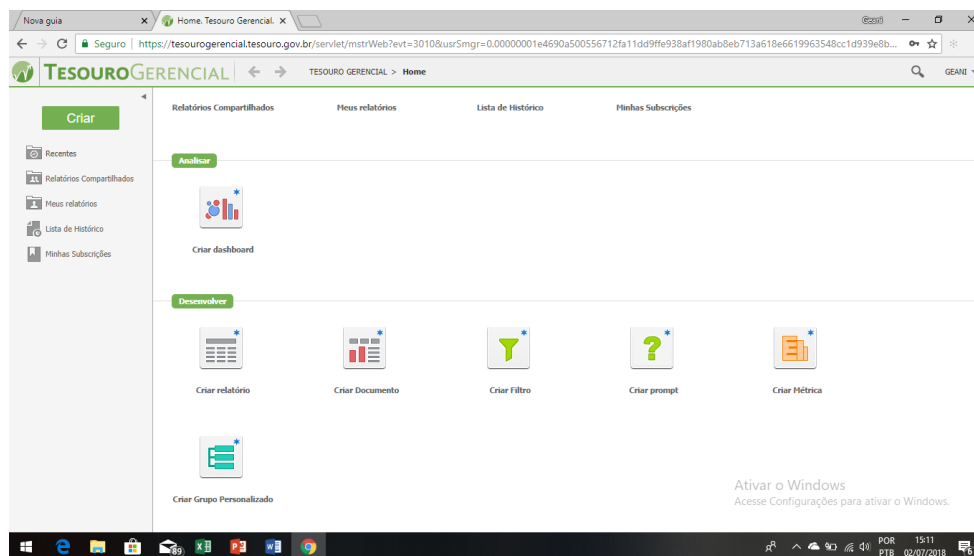 Nova guia
Home. Tesouro Gerencial.
Geani
Seguro | https://tesourogerencial.tesouro.gov.br/servlet/mstrWeb?evt=3010&usrSmgr=0.00000001e4690a500556712fa11dd9ffe938af1980ab8eb713a618e6619963548cc1d939e8b...
TESOUROGERENCIAL
TESOURO GERENCIAL > Home
GEANI
Criar
Recentes
Relatórios Compartilhados
Meus relatórios
Lista de Histórico
Minhas Subscrições
Relatórios Compartilhados
Meus relatórios
Lista de Histórico
Minhas Subscrições
Analisar
Criar dashboard
Desenvolver
Criar relatório
Criar Documento
Criar Filtro
Criar prompt
Criar Métrica
Criar Grupo Personalizado
Ativar o Windows
Acesse Configurações para ativar o Windows.
89
POR
PTB
15:11
02/07/2018
6